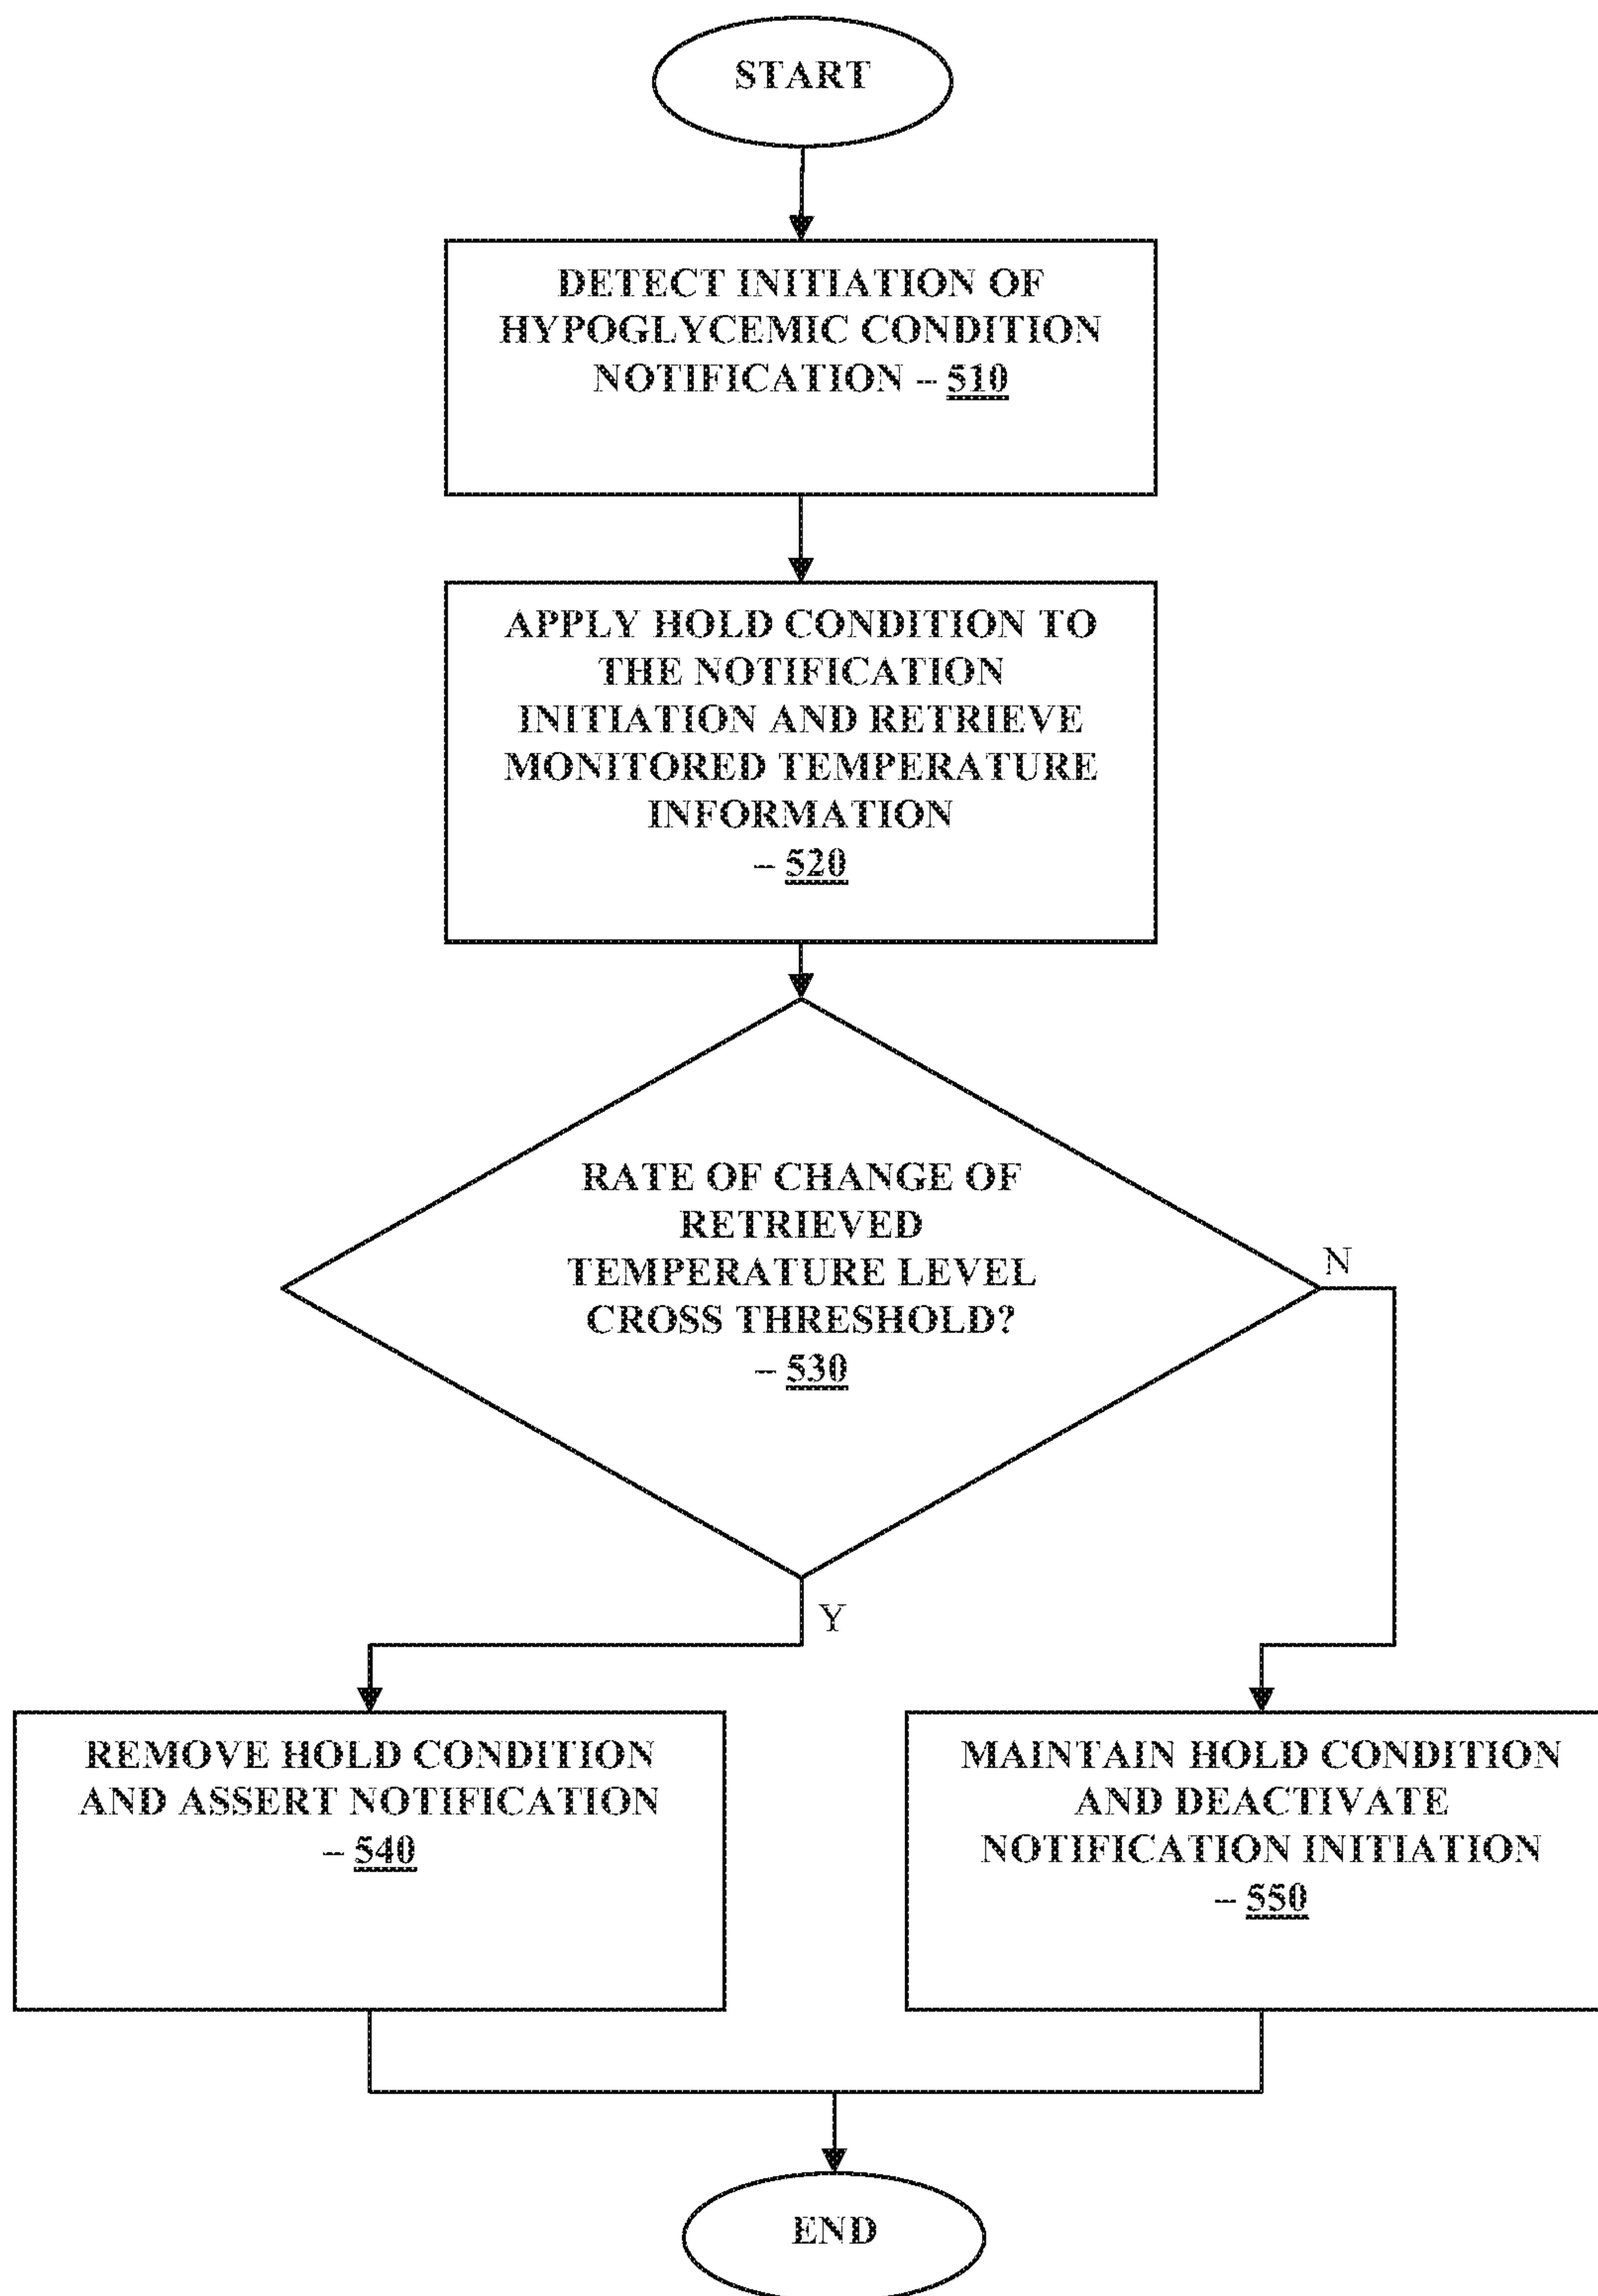 START
DETECT INITIATION OF
HYPOGLYCEMIC CONDITION
NOTIFICATION -- 510
APPLY HOLD CONDITION TO
THE NOTIFICATION
INITIATION AND RETRIEVE
MONITORED TEMPERATURE
INFORMATION
-- 520
RATE OF CHANGE OF
RETRIEVED
TEMPERATURE LEVEL
CROSS THRESHOLD?
-- 530
N
Y
REMOVE HOLD CONDITION
AND ASSERT NOTIFICATION
-- 540
MAINTAIN HOLD CONDITION
AND DEACTIVATE
NOTIFICATION INITIATION
-- 550
END